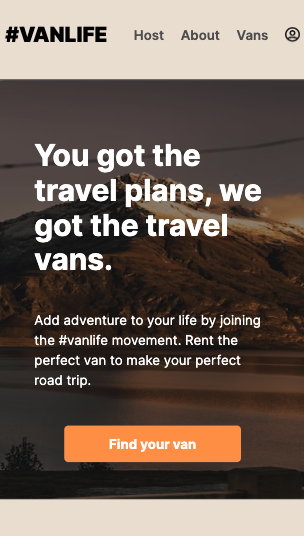 #VANLIFE
Host About Vans
You got the
travel plans, we
got the travel
vans.
Add adventure to your life by joining
the #vanlife movement. Rent the
perfect van to make your perfect
road trip.
Find your van